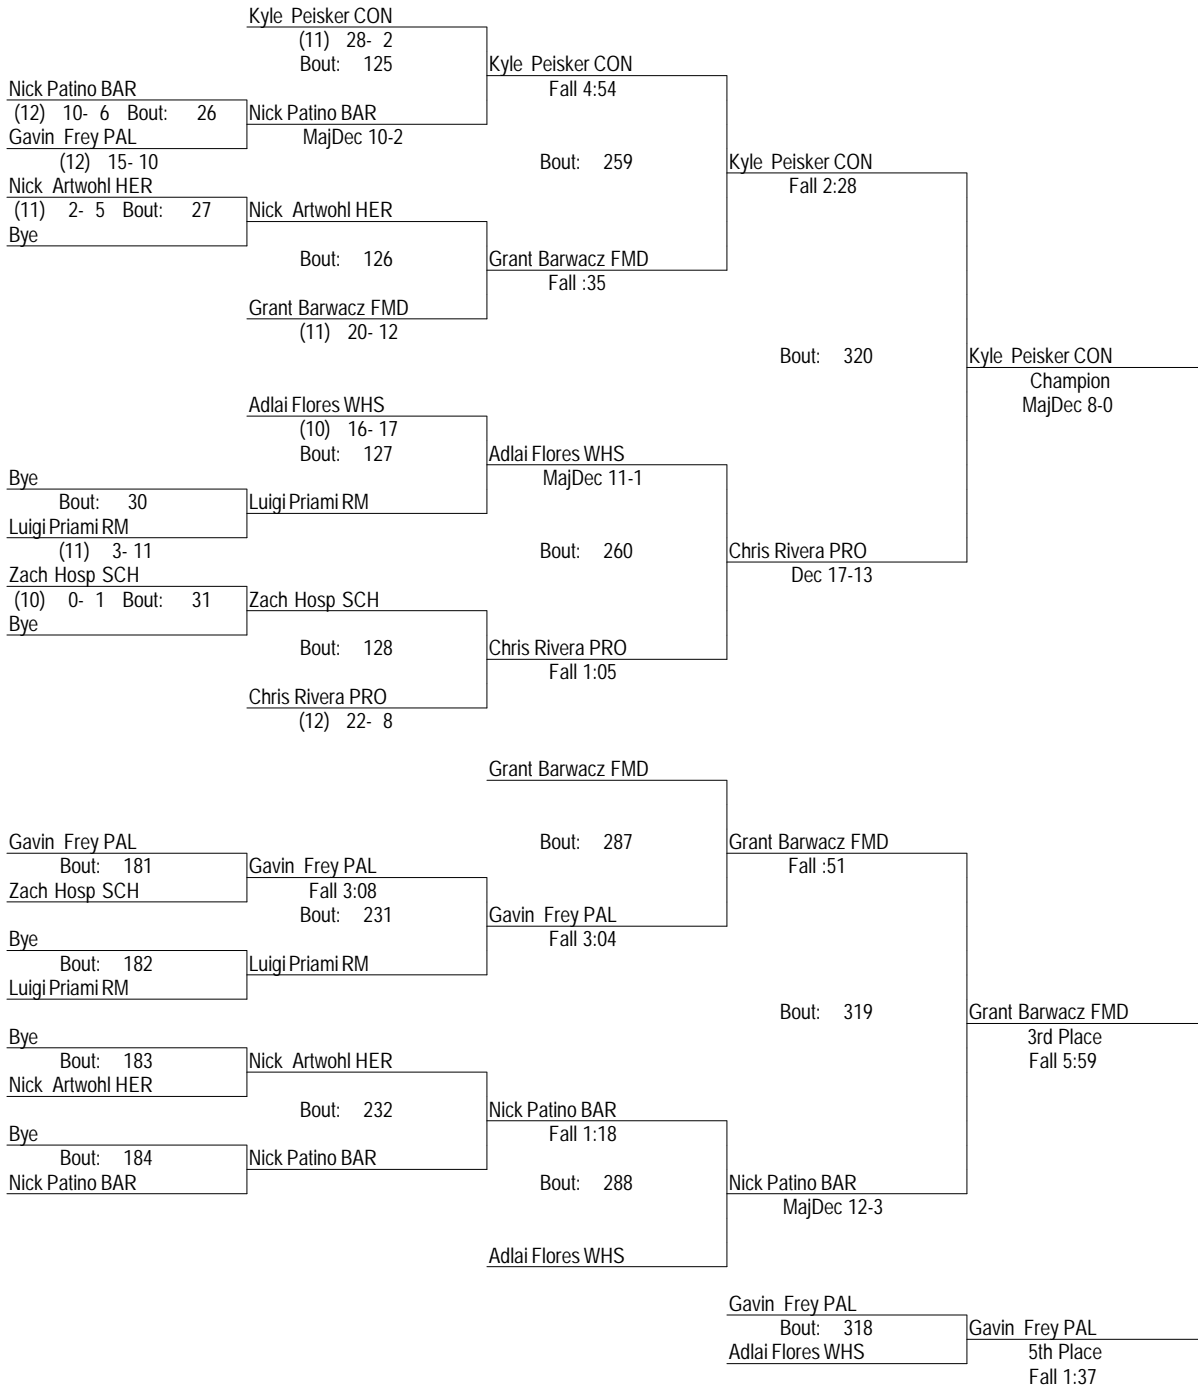 Kyle Peisker CON
(11) 28- 2
Bout: 125
Kyle Peisker CON
Fall 4:54
Nick Patino BAR
(12) 10- 6 Bout: 26
Nick Patino BAR
Gavin Frey PAL
MajDec 10-2
(12) 15- 10
Bout: 259
Kyle Peisker CON
Nick Artwohl HER
Fall 2:28
(11) 2- 5 Bout: 27
Nick Artwohl HER
Bye
Bout: 126
Grant Barwacz FMD
Fall :35
Grant Barwacz FMD
(11) 20- 12
Bout: 320
Kyle Peisker CON
Champion
MajDec 8-0
Adlai Flores WHS
(10) 16- 17
Bout: 127
Adlai Flores WHS
MajDec 11-1
Bye
Bout: 30
Luigi Priami RM
Luigi Priami RM
(11) 3- 11
Bout: 260
Chris Rivera PRO
Dec 17-13
Zach Hosp SCH
(10) 0- 1 Bout: 31
Zach Hosp SCH
Bye
Bout: 128
Chris Rivera PRO
Fall 1:05
Chris Rivera PRO
(12) 22- 8
Grant Barwacz FMD
Gavin Frey PAL
Bout: 287
Grant Barwacz FMD
Bout: 181
Gavin Frey PAL
Fall :51
Zach Hosp SCH
Fall 3:08
Bout: 231
Gavin Frey PAL
Fall 3:04
Bye
Bout: 182
Luigi Priami RM
Luigi Priami RM
Bout: 319
Grant Barwacz FMD
3rd Place
Fall 5:59
Bye
Bout: 183
Nick Artwohl HER
Nick Artwohl HER
Bout: 232
Nick Patino BAR
Fall 1:18
Bye
Bout: 184
Nick Patino BAR
Nick Patino BAR
Bout: 288
Nick Patino BAR
MajDec 12-3
Adlai Flores WHS
Gavin Frey PAL
Bout: 318
Gavin Frey PAL
Adlai Flores WHS
5th Place
Fall 1:37